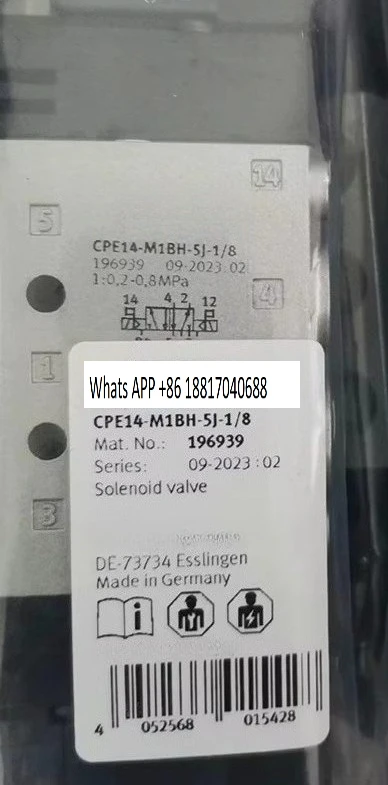 14
5
CPE14-M1BH-5J-1/8
196939 09-2023:02
1:0,2-0,8MPa
14 4 2 12
4
1
Whats APP +86 18817040688
CPE14-M1BH-5J-1/8
Mat. No.: 196939
Series: 09-2023:02
Solenoid valve
3
DE-73734 Esslingen
Made in Germany
i
4 052568 015428